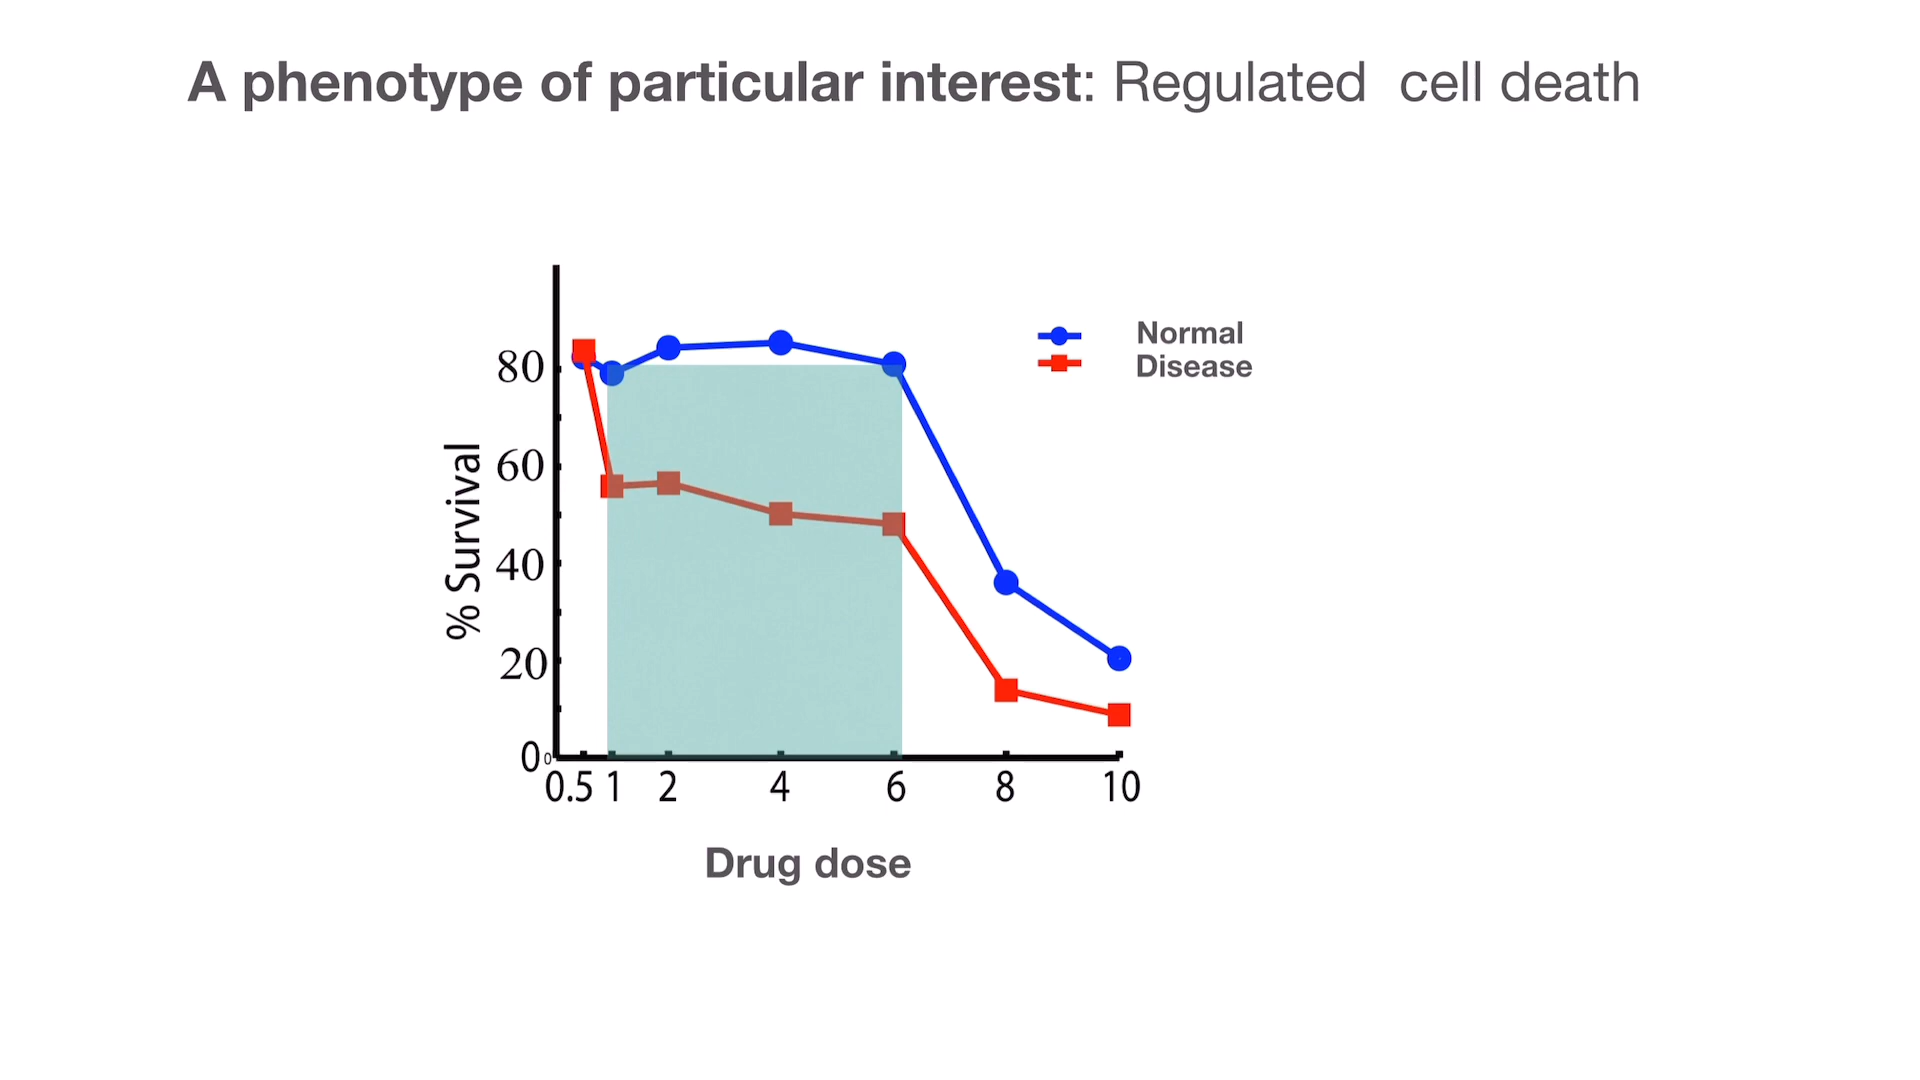 A phenotype of particular interest: Regulated cell death
Normal
Disease
% Survival
80
60
40
20
0
0
0.5 1 2 4 6 8 10
Drug dose